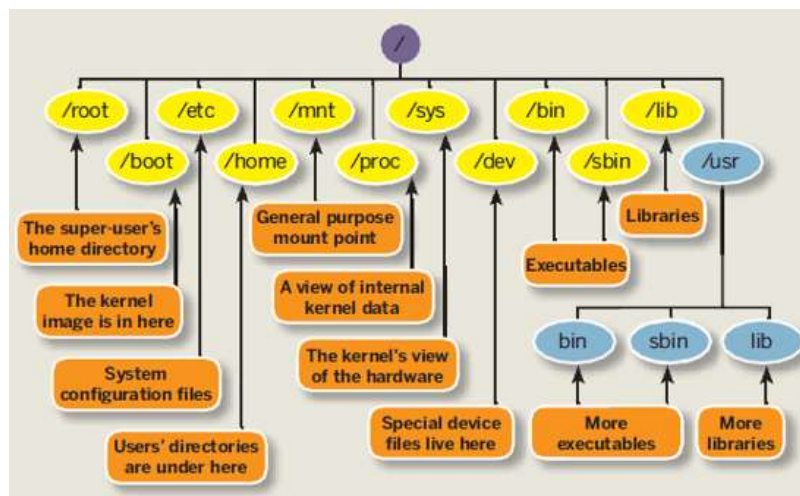 /
/root
/etc
/mnt
/sys
/bin
/lib
/boot
/home
/proc
/dev
/sbin
/usr
The super-user's
home directory
General purpose
mount point
Libraries
Executables
The kernel
image is in here
A view of internal
kernel data
The kernel's view
of the hardware
bin
sbin
lib
System
configuration files
Special device
files live here
More
executables
More
libraries
Users' directories
are under here